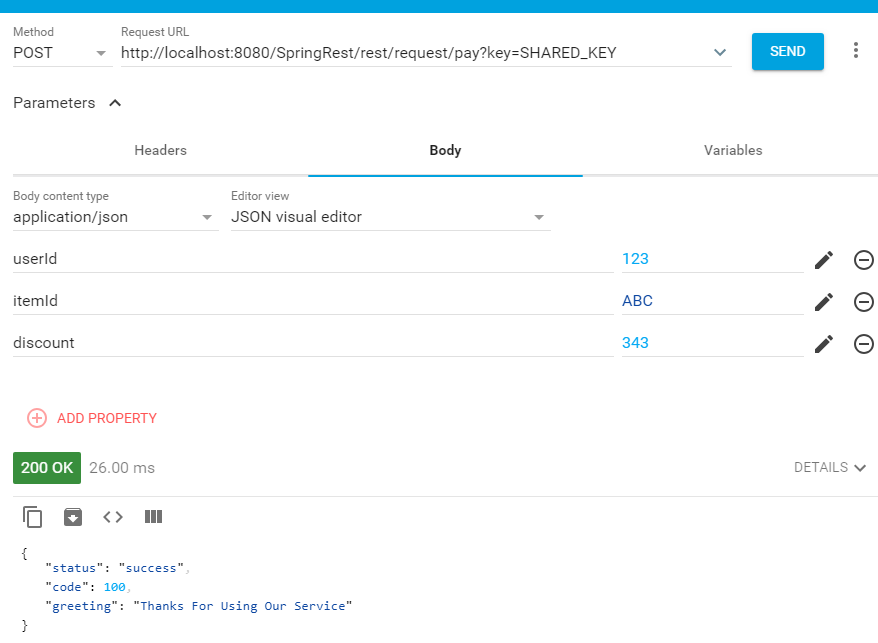 Method
Request URL
POST
http://localhost:8080/SpringRest/rest/request/pay?key=SHARED_KEY
SEND
Parameters
Headers
Body
Variables
Body content type
Editor view
application/json
JSON visual editor
userId 123
itemId ABC
discount 343
ADD PROPERTY
200 OK 26.00 ms
DETAILS
{
"status": "success",
"code": 100,
"greeting": "Thanks For Using Our Service"
}